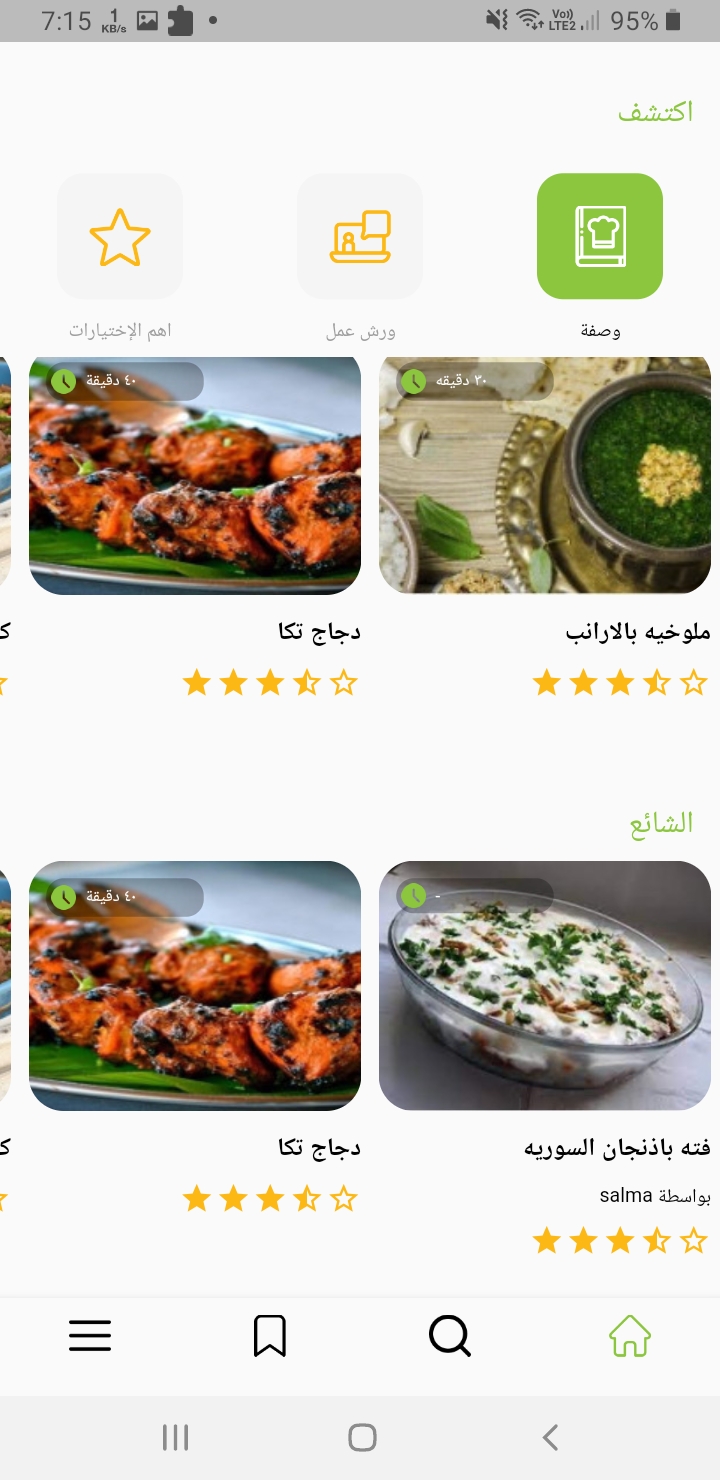 7:15 1 KB/s Vo)) LTE2 95%
اكتشف
وصفة
ورش عمل
اهم الإختيارات
٣٠ دقيقه
٤٠ دقيقة
ملوخيه بالارانب
دجاج تكا
ك
الشائع
-
٤٠ دقيقة
فته باذنجان السوريه
دجاج تكا
ك
بواسطة salma